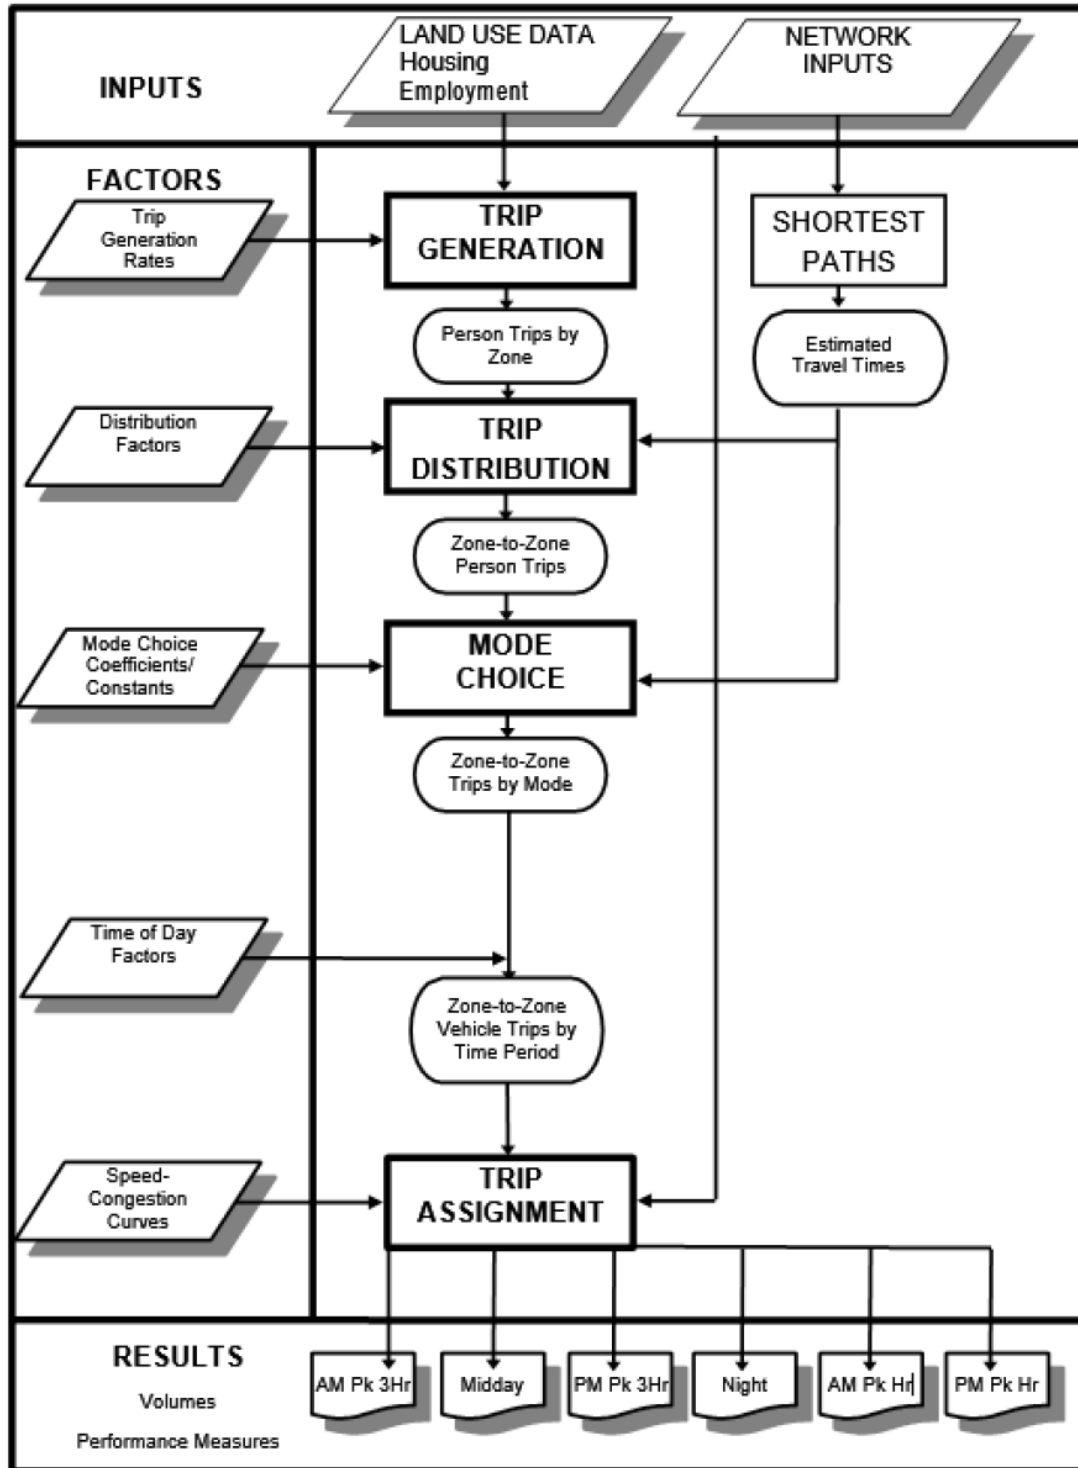 INPUTS
LAND USE DATA
Housing
Employment
NETWORK
INPUTS
FACTORS
Trip
Generation
Rates
TRIP
GENERATION
SHORTEST
PATHS
Person Trips by
Zone
Estimated
Travel Times
Distribution
Factors
TRIP
DISTRIBUTION
Zone-to-Zone
Person Trips
Mode Choice
Coefficients/
Constants
MODE
CHOICE
Zone-to-Zone
Trips by Mode
Time of Day
Factors
Zone-to-Zone
Vehicle Trips by
Time Period
Speed-
Congestion
Curves
TRIP
ASSIGNMENT
RESULTS
Volumes
Performance Measures
AM Pk 3Hr
Midday
PM Pk 3Hr
Night
AM Pk Hr
PM Pk Hr